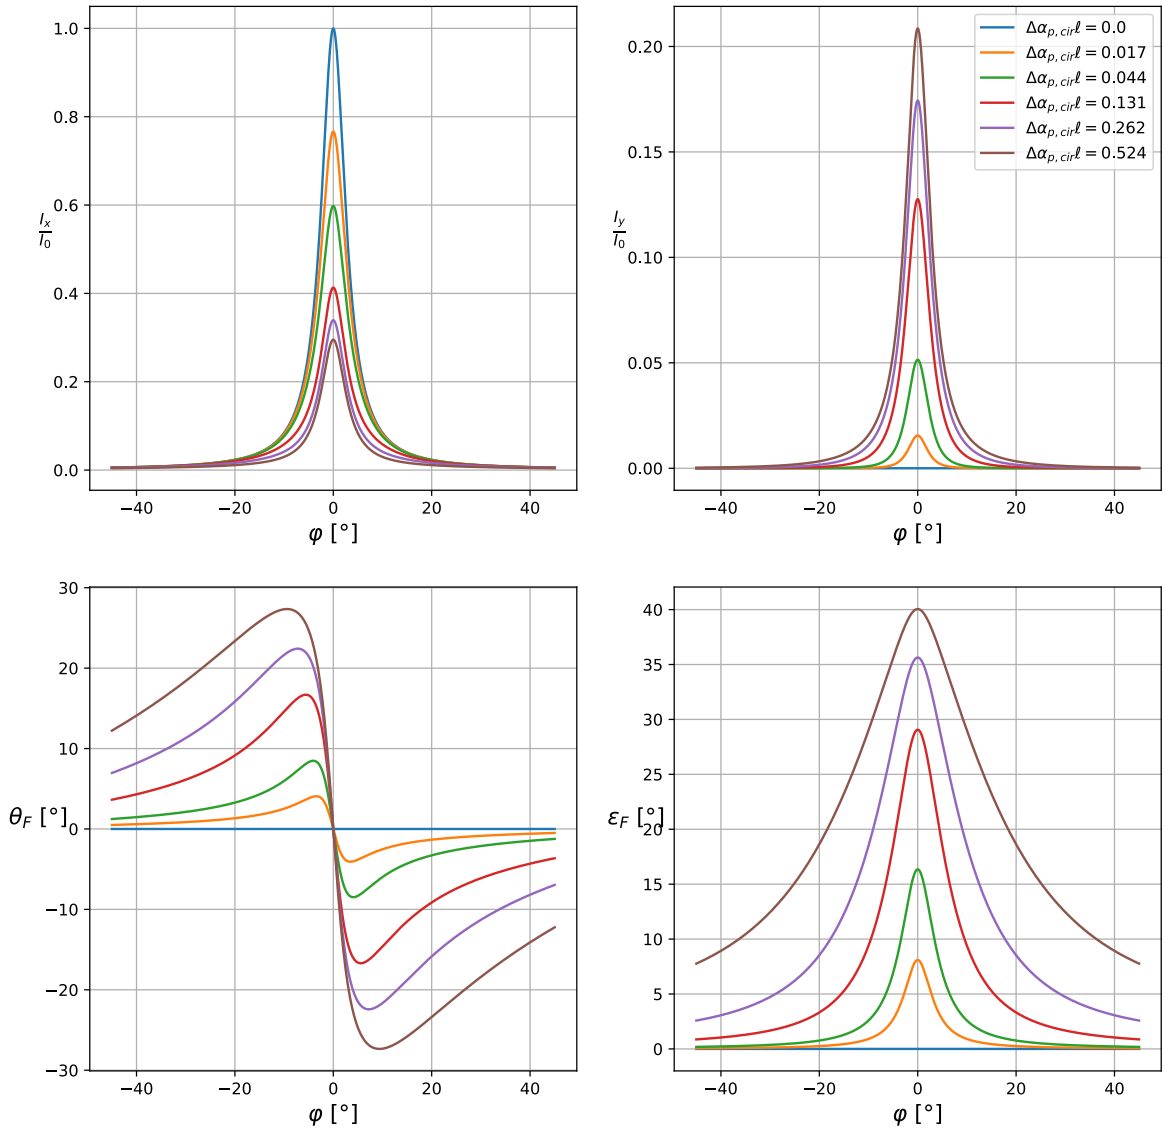 1.0
0.8
0.6
0.4
0.2
0.0
I_x
I_0
−40 −20 0 20 40
φ [°]
0.20
0.15
0.10
0.05
0.00
I_y
I_0
Δα_{p,cir}ℓ = 0.0
Δα_{p,cir}ℓ = 0.017
Δα_{p,cir}ℓ = 0.044
Δα_{p,cir}ℓ = 0.131
Δα_{p,cir}ℓ = 0.262
Δα_{p,cir}ℓ = 0.524
−40 −20 0 20 40
φ [°]
30
20
10
0
−10
−20
−30
θ_F [°]
−40 −20 0 20 40
φ [°]
40
35
30
25
20
15
10
5
0
ε_F [°]
−40 −20 0 20 40
φ [°]